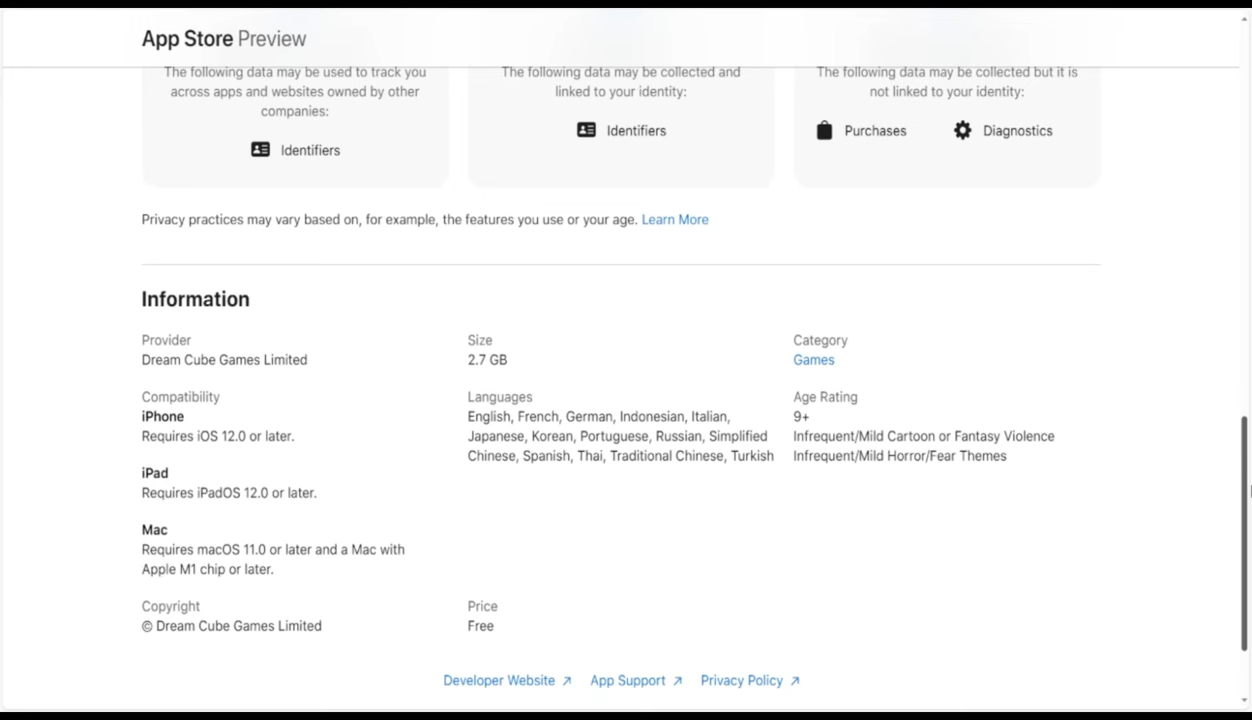 App Store Preview
The following data may be used to track you
across apps and websites owned by other
companies:
Identifiers
The following data may be collected and
linked to your identity:
Identifiers
The following data may be collected but it is
not linked to your identity:
Purchases
Diagnostics
Privacy practices may vary based on, for example, the features you use or your age. Learn More
Information
Provider
Dream Cube Games Limited
Size
2.7 GB
Category
Games
Compatibility
iPhone
Requires iOS 12.0 or later.
iPad
Requires iPadOS 12.0 or later.
Mac
Requires macOS 11.0 or later and a Mac with
Apple M1 chip or later.
Languages
English, French, German, Indonesian, Italian,
Japanese, Korean, Portuguese, Russian, Simplified
Chinese, Spanish, Thai, Traditional Chinese, Turkish
Age Rating
9+
Infrequent/Mild Cartoon or Fantasy Violence
Infrequent/Mild Horror/Fear Themes
Copyright
© Dream Cube Games Limited
Price
Free
Developer Website ↗ App Support ↗ Privacy Policy ↗